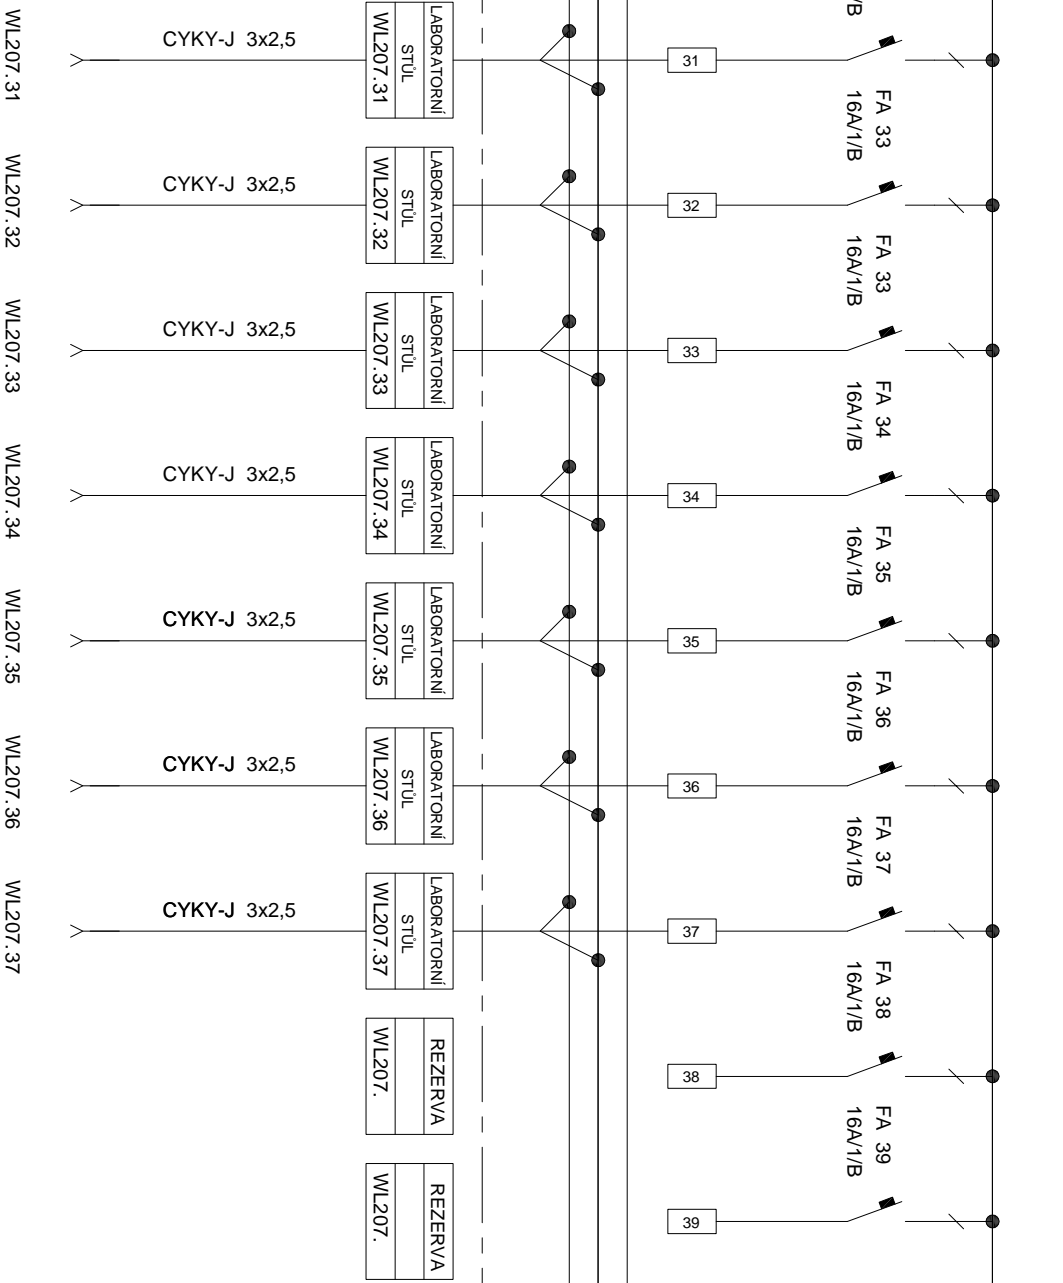 /B
WL207.31
CYKY-J 3x2,5
LABORATORNÍ
STŮL
WL207.31
31
FA 33
16A/1/B
WL207.32
CYKY-J 3x2,5
LABORATORNÍ
STŮL
WL207.32
32
FA 33
16A/1/B
WL207.33
CYKY-J 3x2,5
LABORATORNÍ
STŮL
WL207.33
33
FA 34
16A/1/B
WL207.34
CYKY-J 3x2,5
LABORATORNÍ
STŮL
WL207.34
34
FA 35
16A/1/B
WL207.35
CYKY-J 3x2,5
LABORATORNÍ
STŮL
WL207.35
35
FA 36
16A/1/B
WL207.36
CYKY-J 3x2,5
LABORATORNÍ
STŮL
WL207.36
36
FA 37
16A/1/B
WL207.37
CYKY-J 3x2,5
LABORATORNÍ
STŮL
WL207.37
37
FA 38
16A/1/B
REZERVA
WL207.
38
FA 39
16A/1/B
REZERVA
WL207.
39